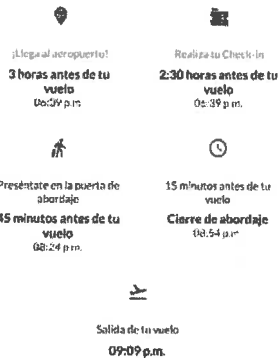 ¡Llega al aeropuerto!
3 horas antes de tu
vuelo
06:09 p.m.
Realiza tu Check-in
2:30 horas antes de tu
vuelo
06:39 p.m.
Preséntate en la puerta de
abordaje
45 minutos antes de tu
vuelo
08:24 p.m.
15 minutos antes de tu
vuelo
Cierre de abordaje
08:54 p.m.
Salida de tu vuelo
09:09 p.m.